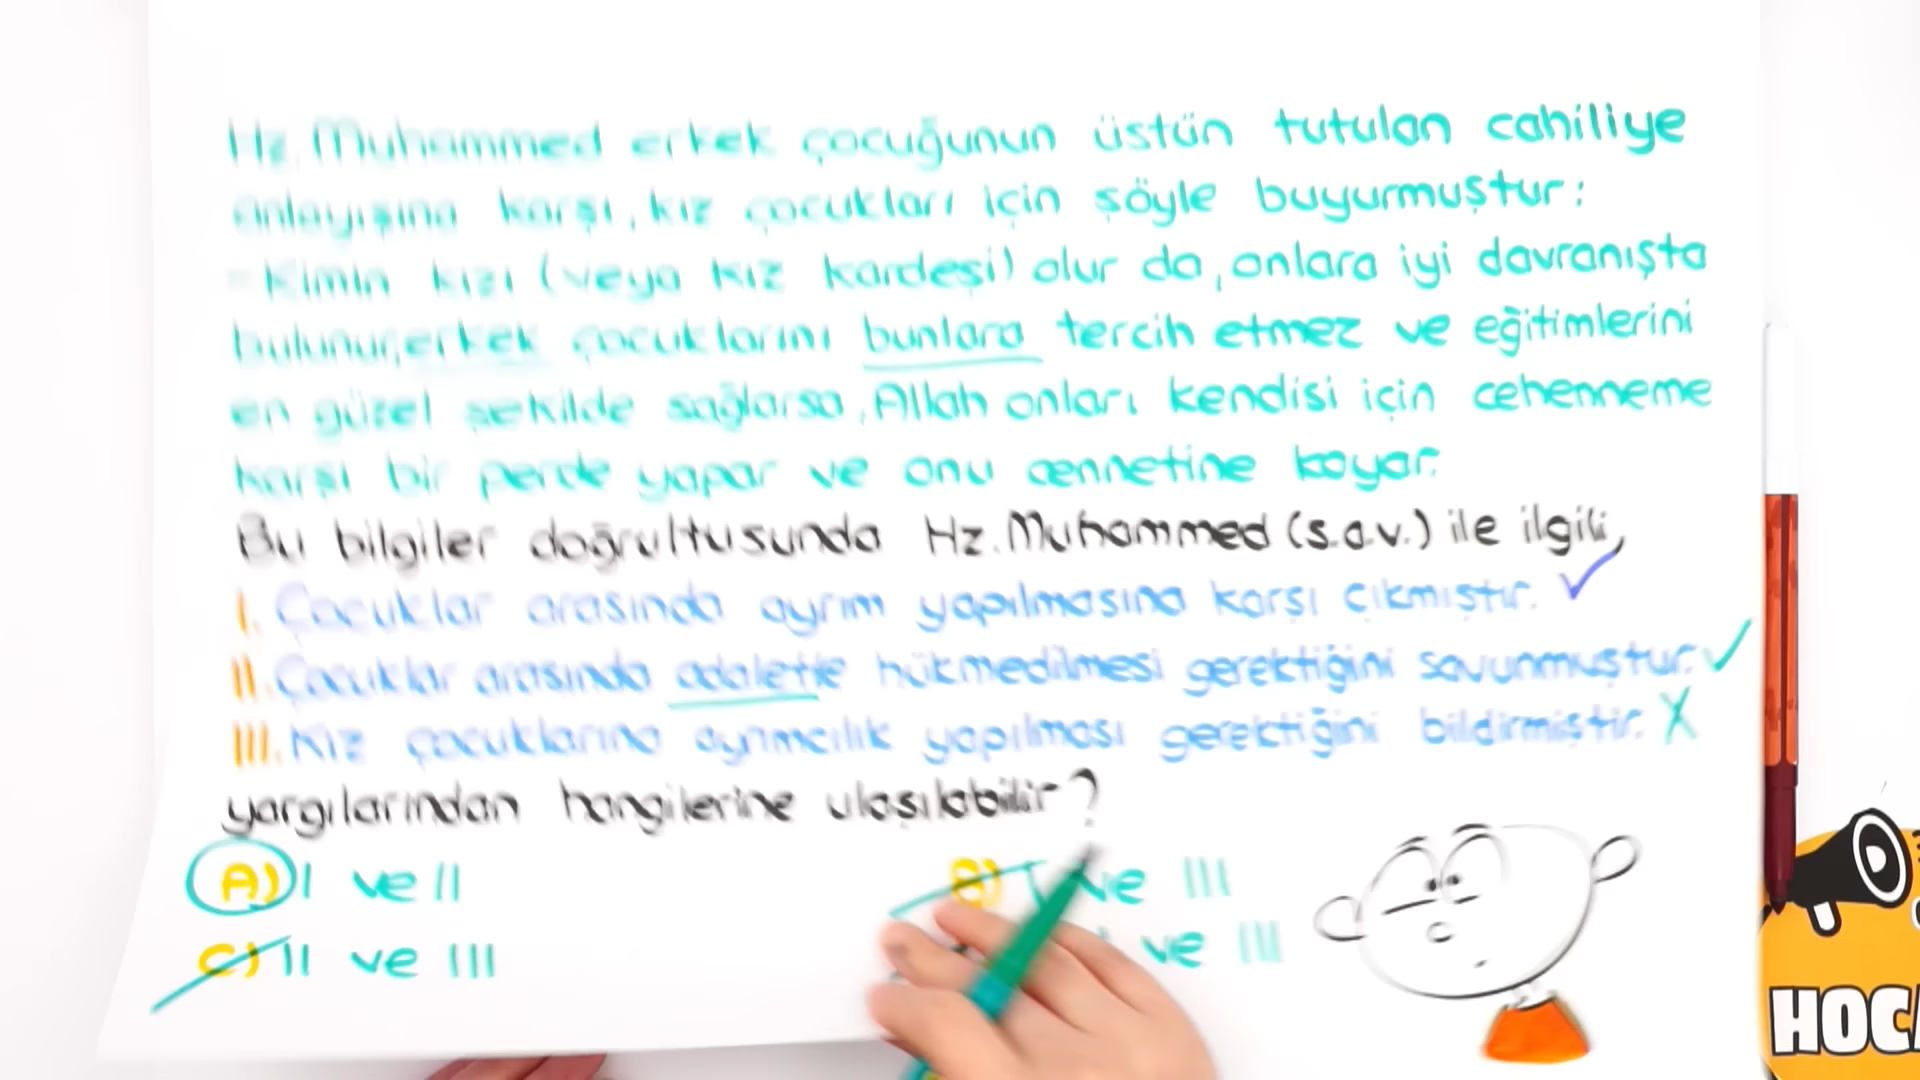 Hz. Muhammed erkek çocuğunun üstün tutulan cahiliye
anlayışına karşı, kız çocukları için şöyle buyurmuştur:
- Kimin kızı (veya kız kardeşi) olur da, onlara iyi davranışta
bulunur, erkek çocuklarını bunlara tercih etmez ve eğitimlerini
en güzel şekilde sağlarsa, Allah onları kendisi için cehenneme
karşı bir perde yapar ve onu cennetine koyar.
Bu bilgiler doğrultusunda Hz. Muhammed (s.a.v.) ile ilgili,
I. Çocuklar arasında ayrım yapılmasına karşı çıkmıştır. ✓
II. Çocuklar arasında adaletle hükmedilmesi gerektiğini savunmuştur. ✓
III. Kız çocuklarına ayrımcılık yapılması gerektiğini bildirmiştir. X
yargılarından hangilerine ulaşılabilir?
A) I ve II
B) I ve III
C) II ve III
ve III
HOCA